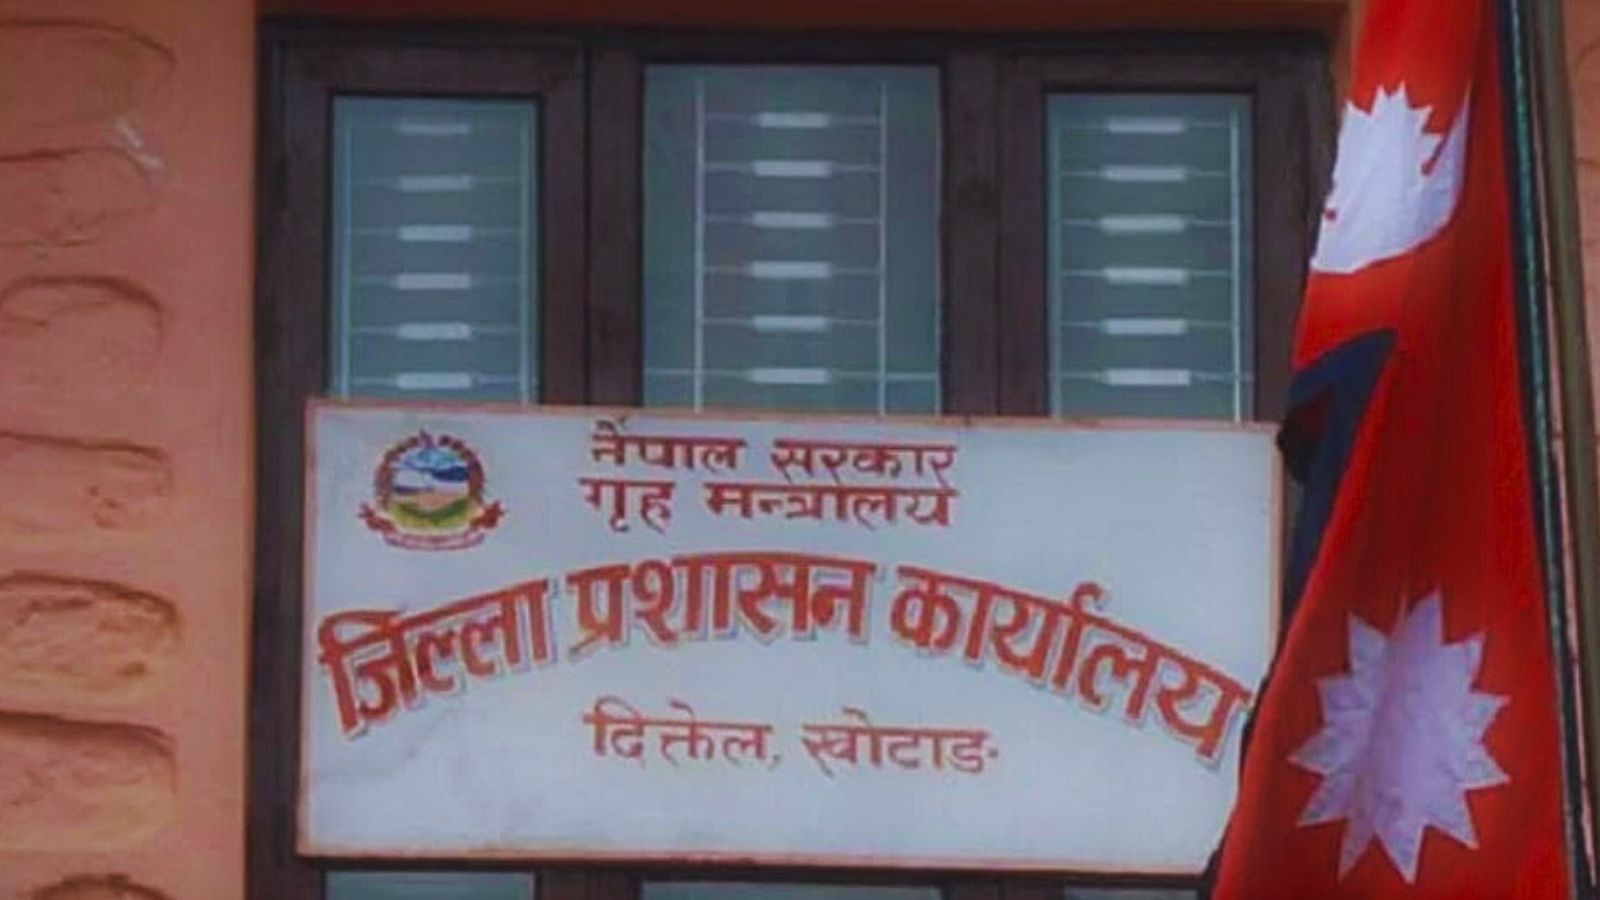 नेपाल सरकार
गृह मन्त्रालय
जिल्ला प्रशासन कार्यालय
दिक्तेल, खोटाङ